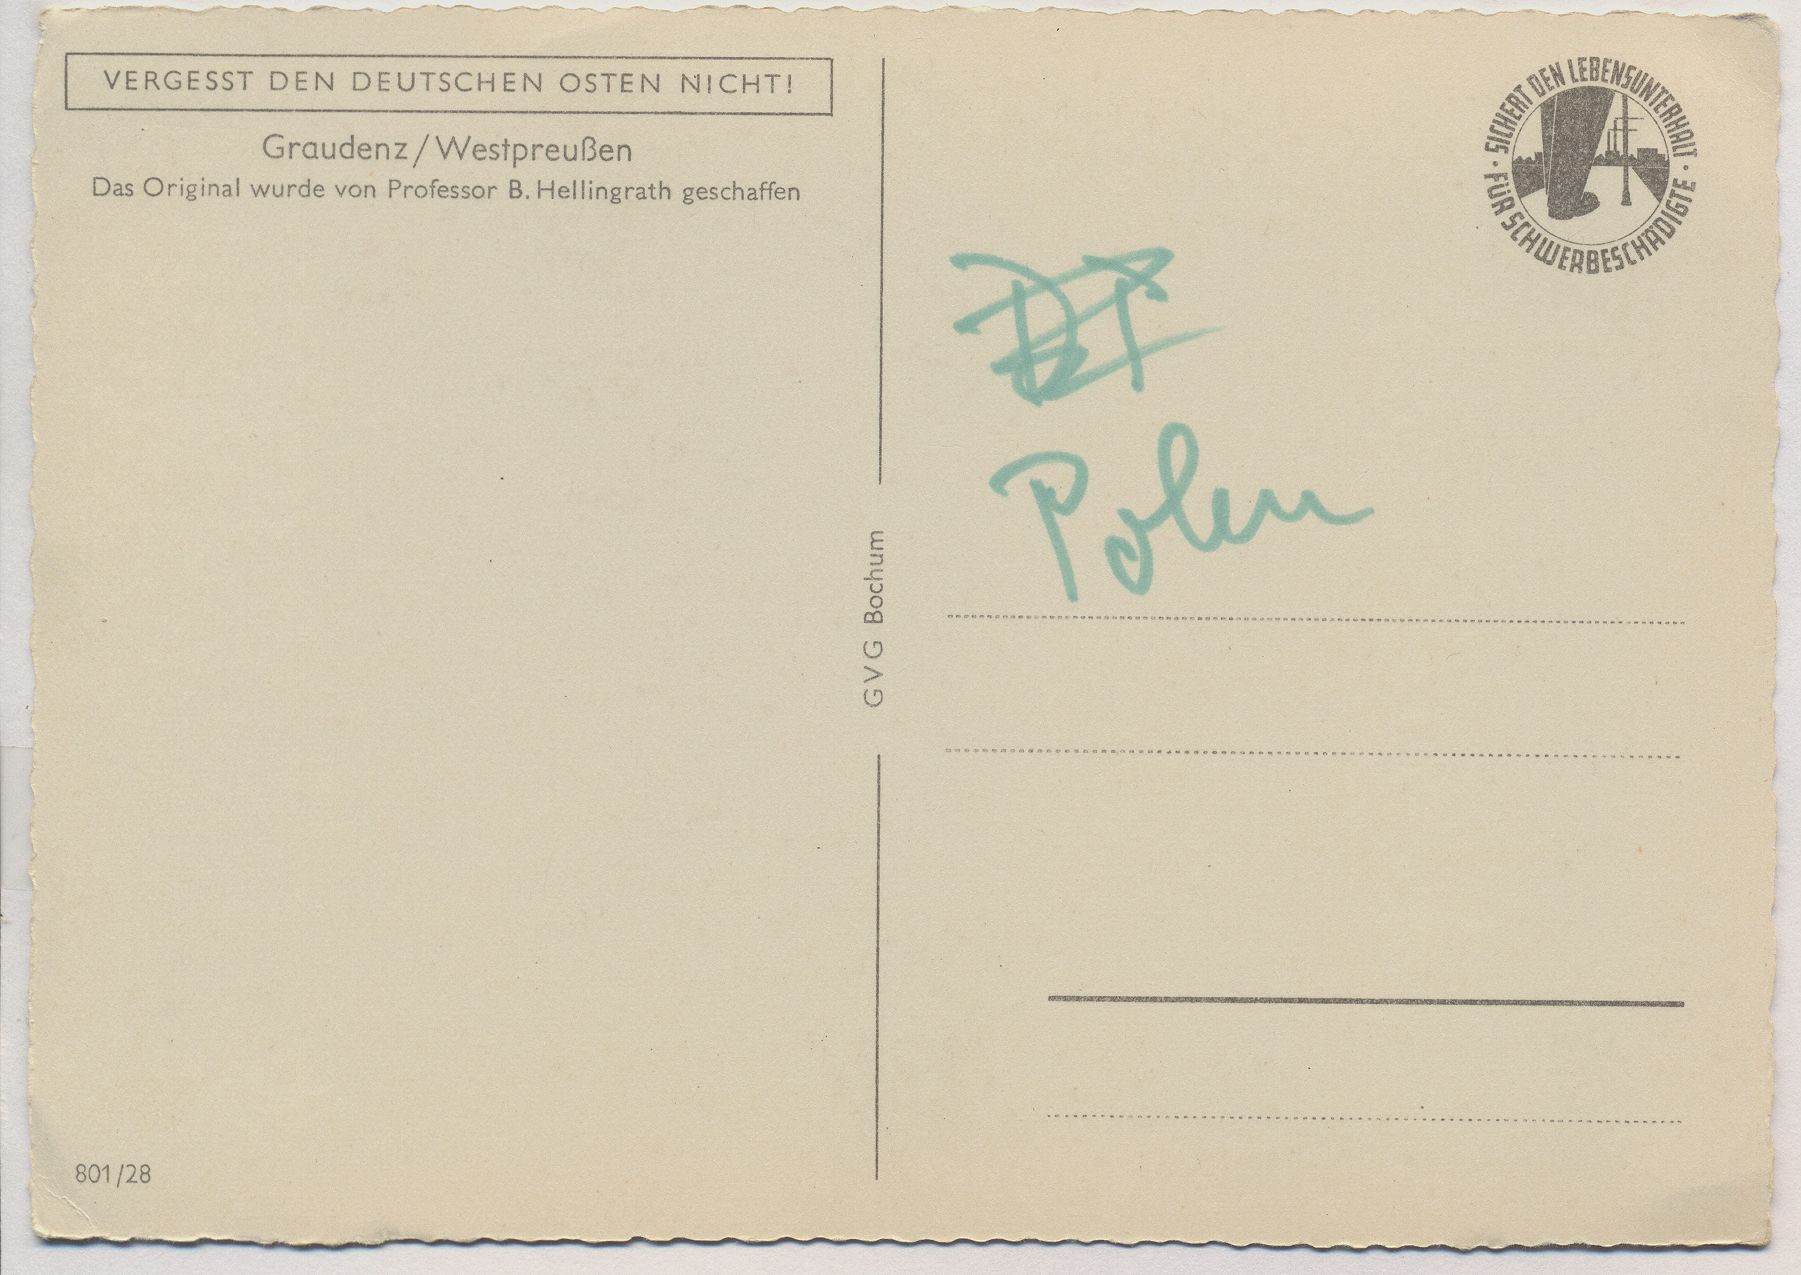 VERGESST DEN DEUTSCHEN OSTEN NICHT!
Graudenz/Westpreußen
Das Original wurde von Professor B. Hellingrath geschaffen
801/28
GVG Bochum
· SICHERT DEN LEBENSUNTERHALT ·
FÜR SCHWERBESCHÄDIGTE
Polen